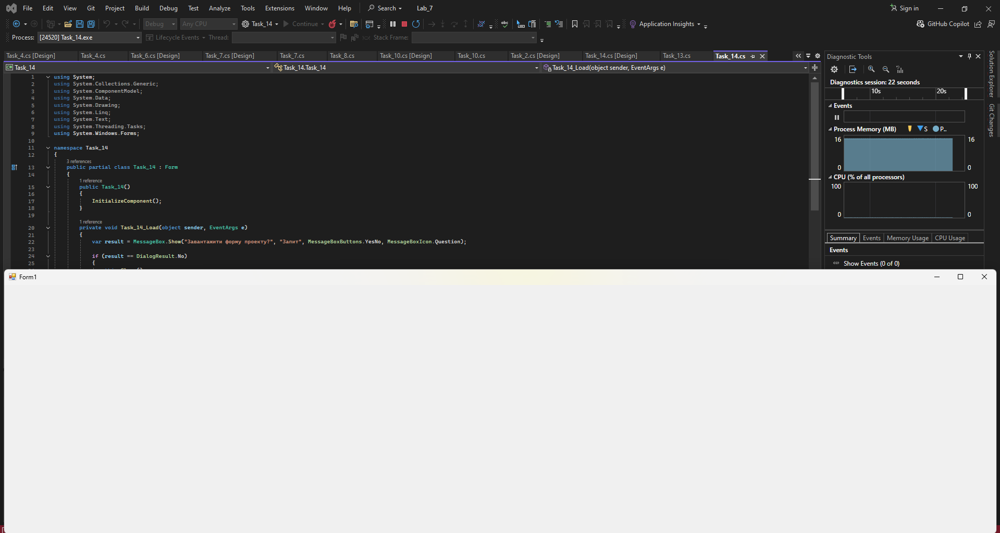 File Edit View Git Project Build Debug Test Analyze Tools Extensions Window Help Search Lab_7 Sign in
Debug Any CPU Task_14 Continue Application Insights GitHub Copilot
Process: [24520] Task_14.exe Lifecycle Events Thread: Stack Frame:
Task_4.cs [Design] Task_4.cs Task_6.cs [Design] Task_7.cs [Design] Task_7.cs Task_8.cs Task_10.cs [Design] Task_10.cs Task_2.cs [Design] Task_14.cs [Design] Task_13.cs Task_14.cs
C# Task_14 Task_14.Task_14 Task_14_Load(object sender, EventArgs e)
1 using System;
2 using System.Collections.Generic;
3 using System.ComponentModel;
4 using System.Data;
5 using System.Drawing;
6 using System.Linq;
7 using System.Text;
8 using System.Threading.Tasks;
9 using System.Windows.Forms;
10
11 namespace Task_14
12 {
3 references
13 public partial class Task_14 : Form
14 {
1 reference
15 public Task_14()
16 {
17 InitializeComponent();
18 }
19
1 reference
20 private void Task_14_Load(object sender, EventArgs e)
21 {
22 var result = MessageBox.Show("Завантажити форму проекту?", "Запит", MessageBoxButtons.YesNo, MessageBoxIcon.Question);
23
24 if (result == DialogResult.No)
25 {
Diagnostic Tools
Diagnostics session: 22 seconds
10s 20s
Events
Process Memory (MB) S P..
16 16
0 0
CPU (% of all processors)
100 100
0 0
Summary Events Memory Usage CPU Usage
Events
Show Events (0 of 0)
Solution Explorer
Git Changes
Form1